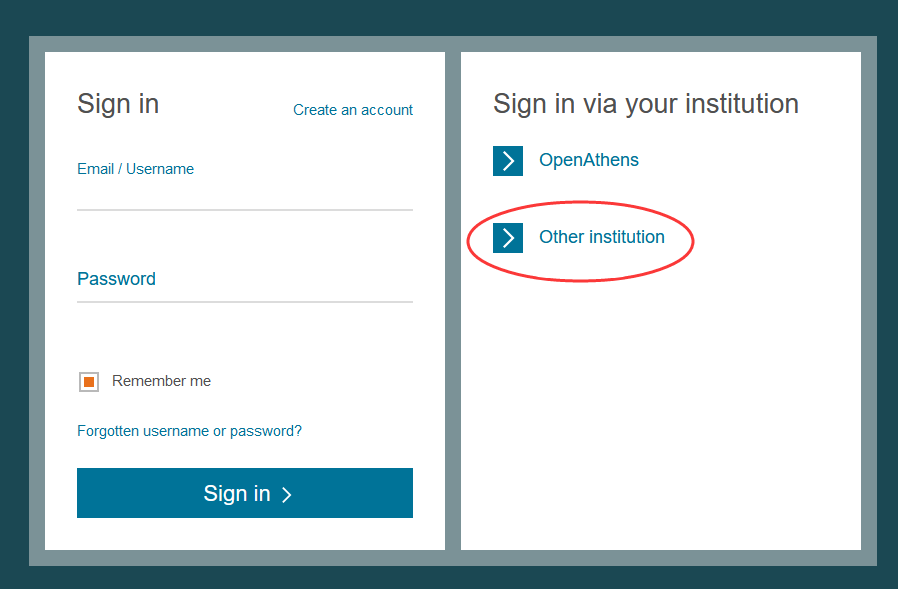 Sign in
Create an account
Email / Username
Password
Remember me
Forgotten username or password?
Sign in
Sign in via your institution
OpenAthens
Other institution